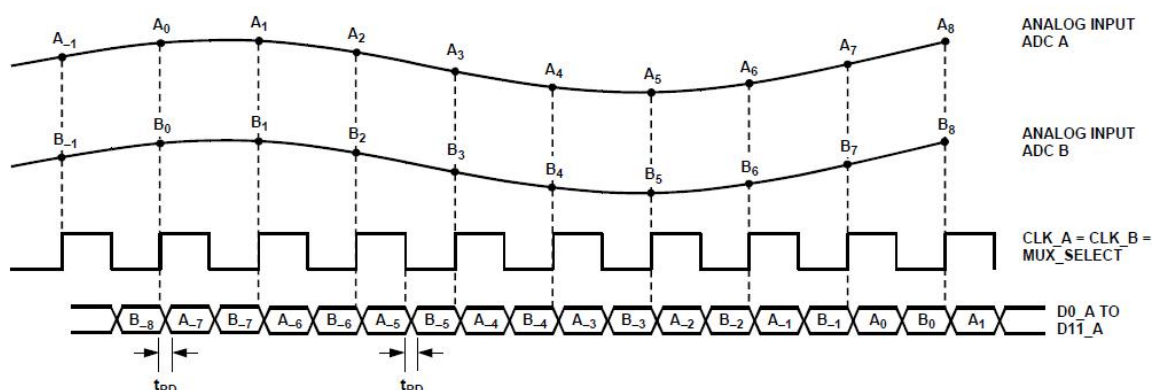 A–1 A0 A1 A2 A3 A4 A5 A6 A7 A8
ANALOG INPUT
ADC A
B–1 B0 B1 B2 B3 B4 B5 B6 B7 B8
ANALOG INPUT
ADC B
CLK_A = CLK_B =
MUX_SELECT
B–8 A–7 B–7 A–6 B–6 A–5 B–5 A–4 B–4 A–3 B–3 A–2 B–2 A–1 B–1 A0 B0 A1
D0_A TO
D11_A
tPD tPD